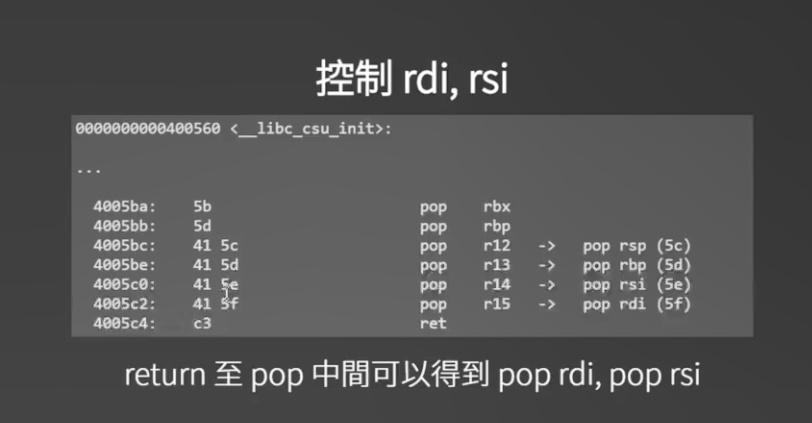 控制 rdi, rsi
0000000000400560 <__libc_csu_init>:
...
4005ba: 5b pop rbx
4005bb: 5d pop rbp
4005bc: 41 5c pop r12 -> pop rsp (5c)
4005be: 41 5d pop r13 -> pop rbp (5d)
4005c0: 41 5e pop r14 -> pop rsi (5e)
4005c2: 41 5f pop r15 -> pop rdi (5f)
4005c4: c3 ret
return 至 pop 中間可以得到 pop rdi, pop rsi